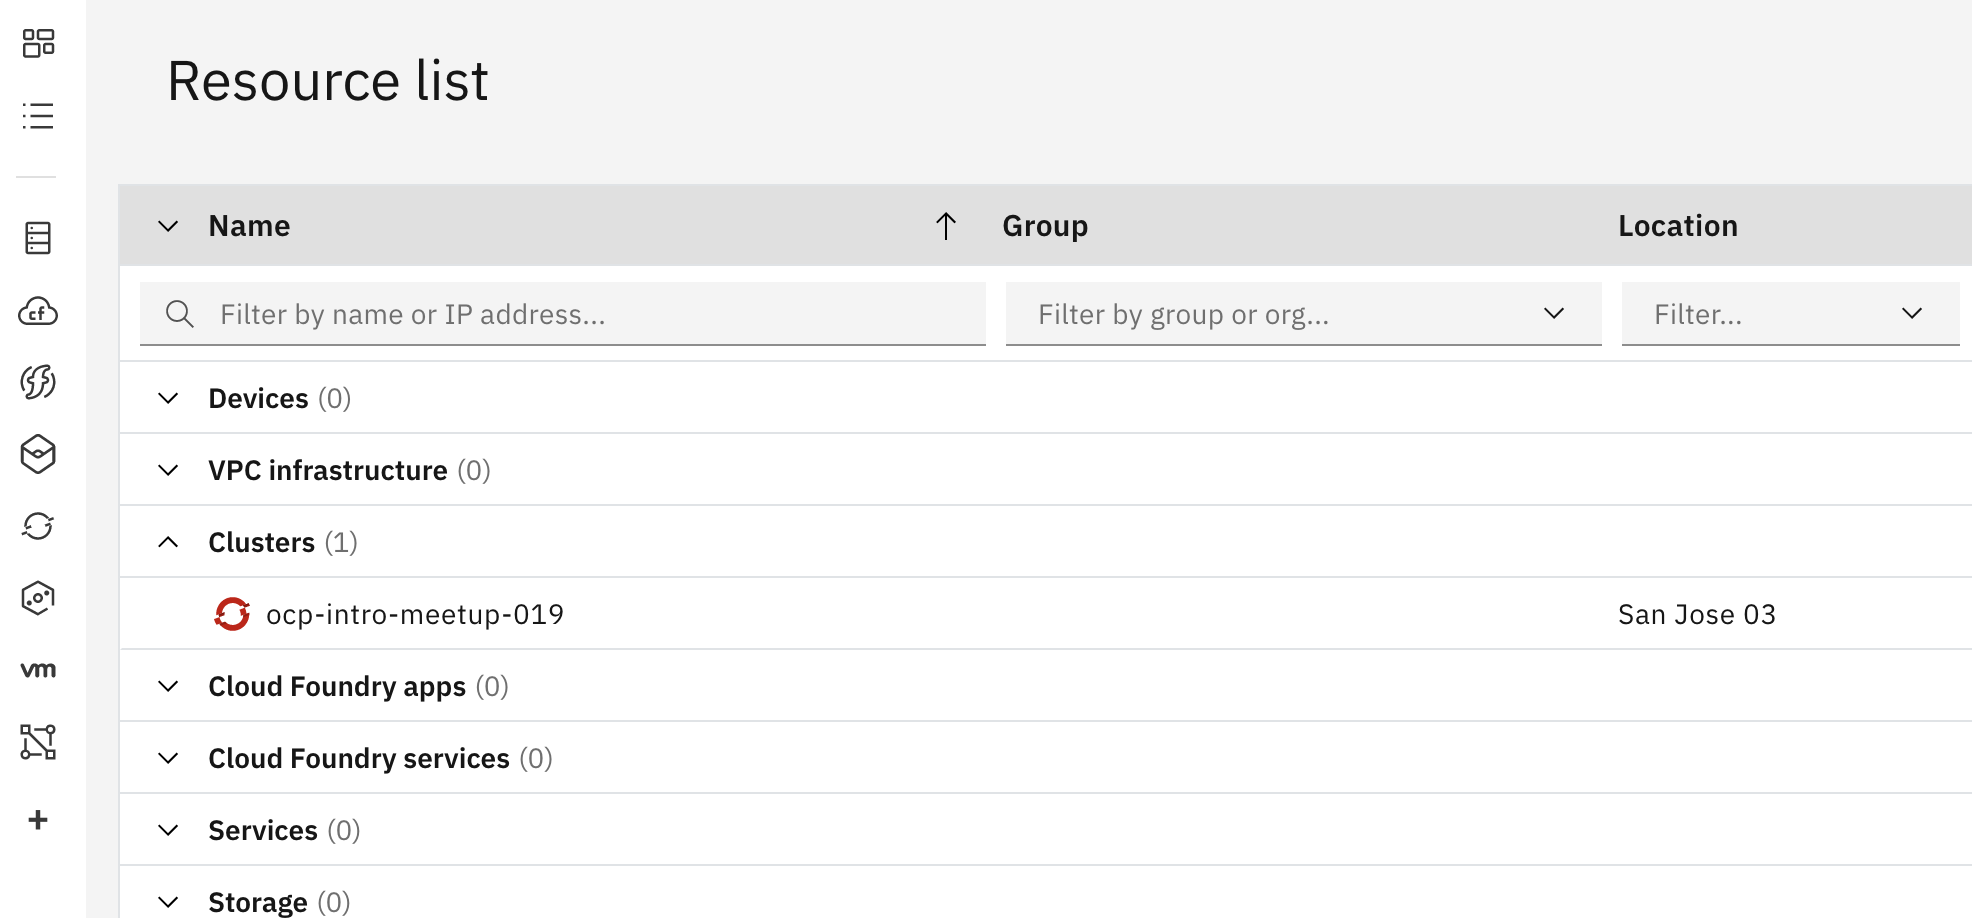 Resource list
Name Group Location
Filter by name or IP address... Filter by group or org... Filter...
Devices (0)
VPC infrastructure (0)
Clusters (1)
ocp-intro-meetup-019 San Jose 03
Cloud Foundry apps (0)
Cloud Foundry services (0)
Services (0)
Storage (0)
cf
vm